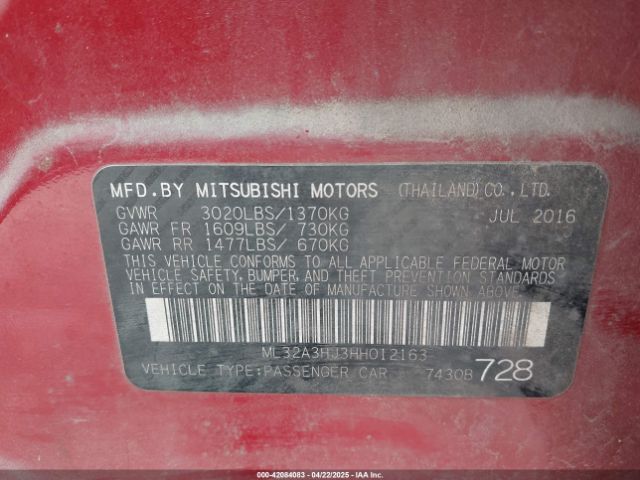 MFD.BY MITSUBISHI MOTORS (THAILAND)CO.,LTD.
GVWR 3020LBS/1370KG JUL 2016
GAWR FR 1609LBS/ 730KG
GAWR RR 1477LBS/ 670KG
THIS VEHICLE CONFORMS TO ALL APPLICABLE FEDERAL MOTOR
VEHICLE SAFETY, BUMPER, AND THEFT PREVENTION STANDARDS
IN EFFECT ON THE DATE OF MANUFACTURE SHOWN ABOVE.
ML32A3HJ3HH012163
VEHICLE TYPE:PASSENGER CAR 74308 728
000-42084083 - 04/22/2025 - IAA Inc.